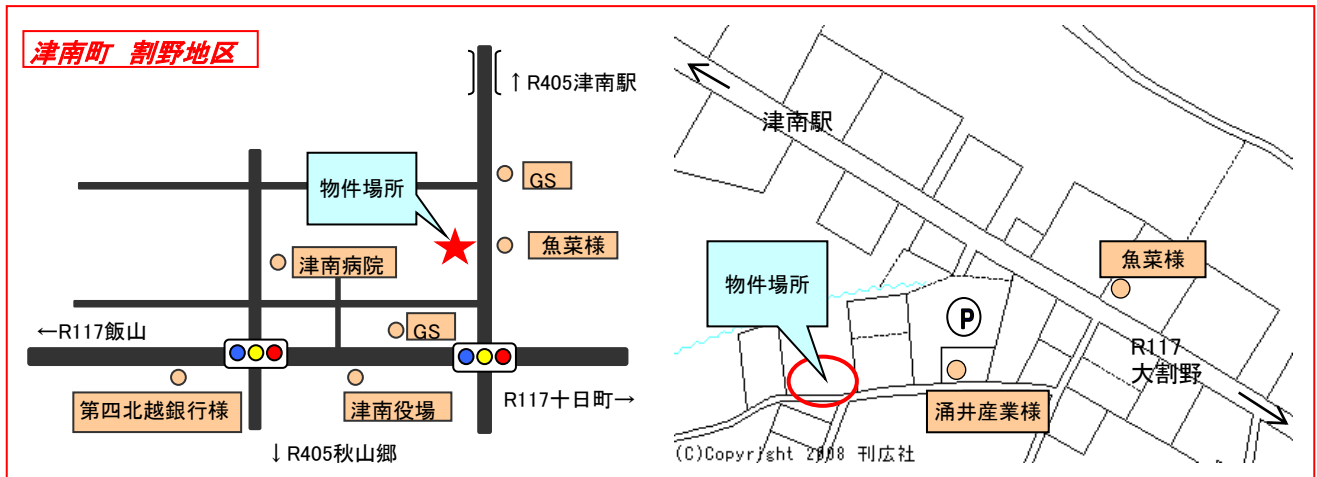 津南町 割野地区
↑R405津南駅
GS
物件場所
魚菜様
津南病院
←R117飯山
GS
第四北越銀行様
津南役場
R117十日町→
↓R405秋山郷
津南駅
魚菜様
物件場所
P
R117
大割野
涌井産業様
(C)Copyright 2008 刊広社